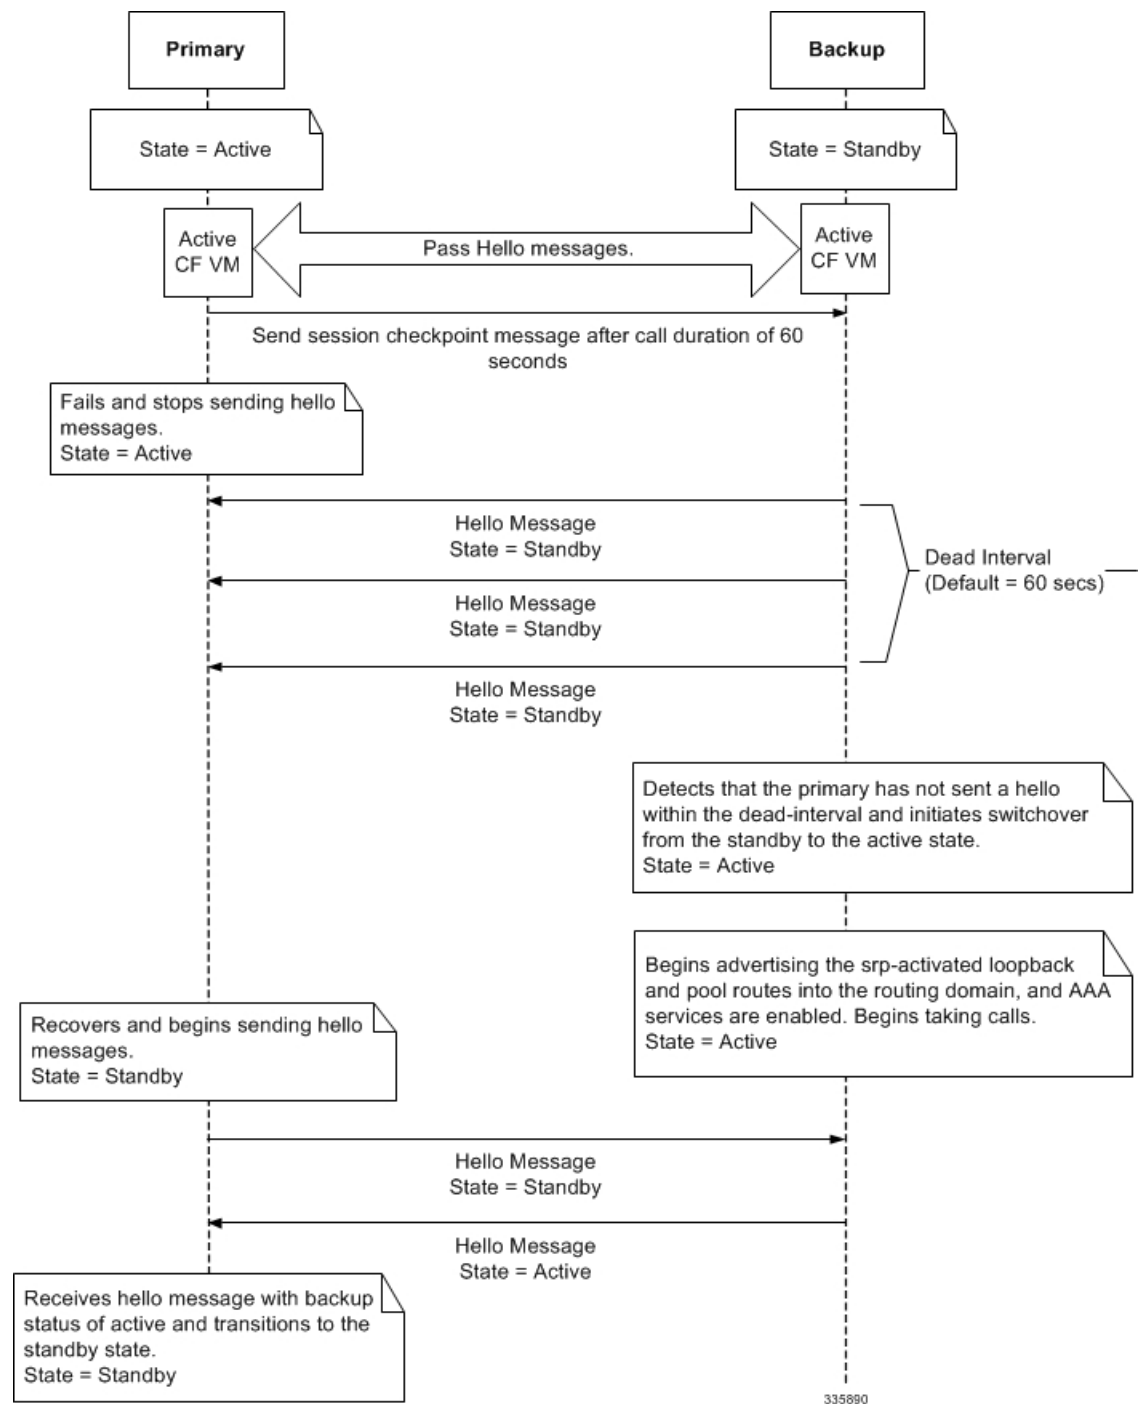 Primary
Backup
State = Active
State = Standby
Active
CF VM
Pass Hello messages.
Active
CF VM
Send session checkpoint message after call duration of 60
seconds
Fails and stops sending hello
messages.
State = Active
Hello Message
State = Standby
Dead Interval
(Default = 60 secs)
Hello Message
State = Standby
Hello Message
State = Standby
Detects that the primary has not sent a hello
within the dead-interval and initiates switchover
from the standby to the active state.
State = Active
Begins advertising the srp-activated loopback
and pool routes into the routing domain, and AAA
services are enabled. Begins taking calls.
State = Active
Recovers and begins sending hello
messages.
State = Standby
Hello Message
State = Standby
Hello Message
State = Active
Receives hello message with backup
status of active and transitions to the
standby state.
State = Standby
335890